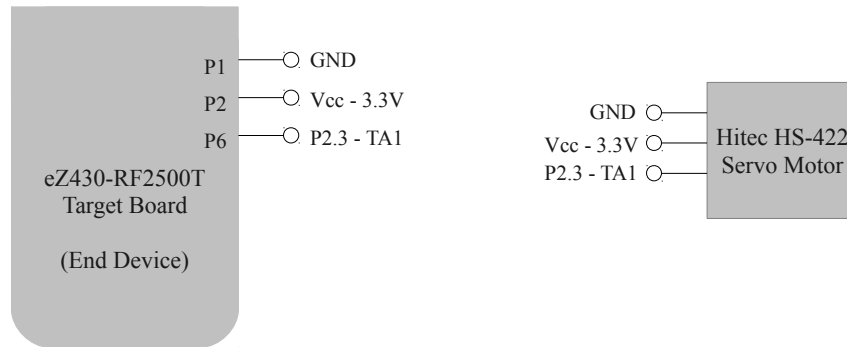 P1
GND
P2
Vcc - 3.3V
P6
P2.3 - TA1
eZ430-RF2500T
Target Board
(End Device)
GND
Vcc - 3.3V
P2.3 - TA1
Hitec HS-422
Servo Motor